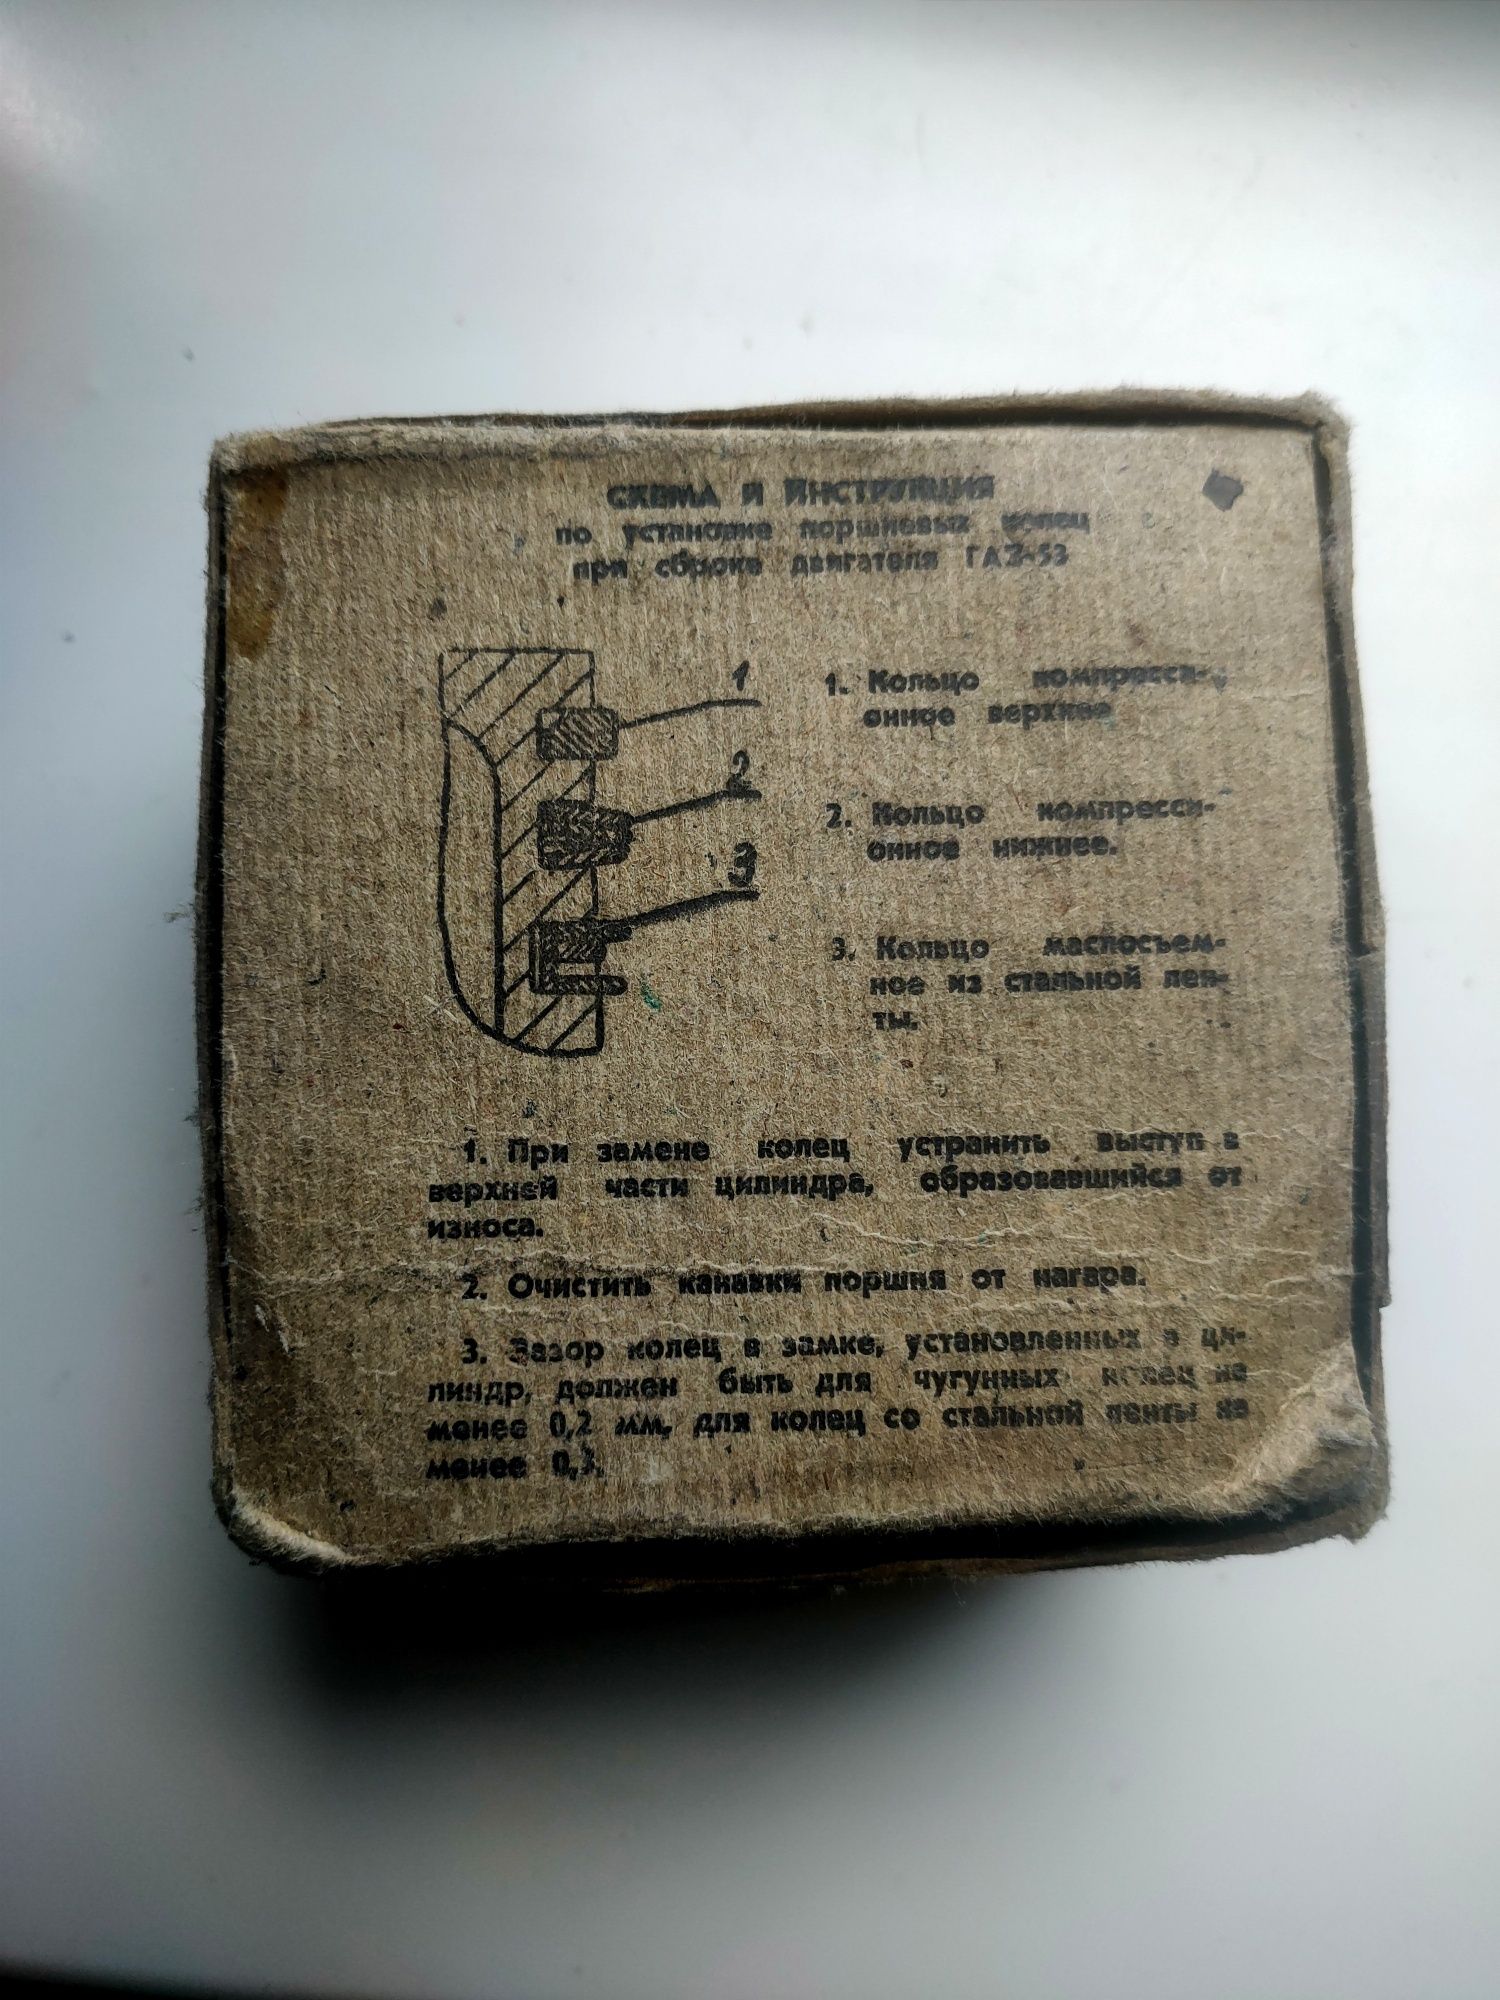 СХЕМА И ИНСТРУКЦИЯ
по установке поршневых колец
при сборке двигателя ГАЗ-53
1
2
3
1. Кольцо компресси-
онное верхнее
2. Кольцо компресси-
онное нижнее.
3. Кольцо маслосъем-
ное из стальной лен-
ты.
1. При замене колец устранить выступ в
верхней части цилиндра, образовавшийся от
износа.
2. Очистить канавки поршня от нагара.
3. Зазор колец в замке, установленных в ци-
линдр, должен быть для чугунных колец не
менее 0,2 мм, для колец со стальной ленты не
менее 0,3.